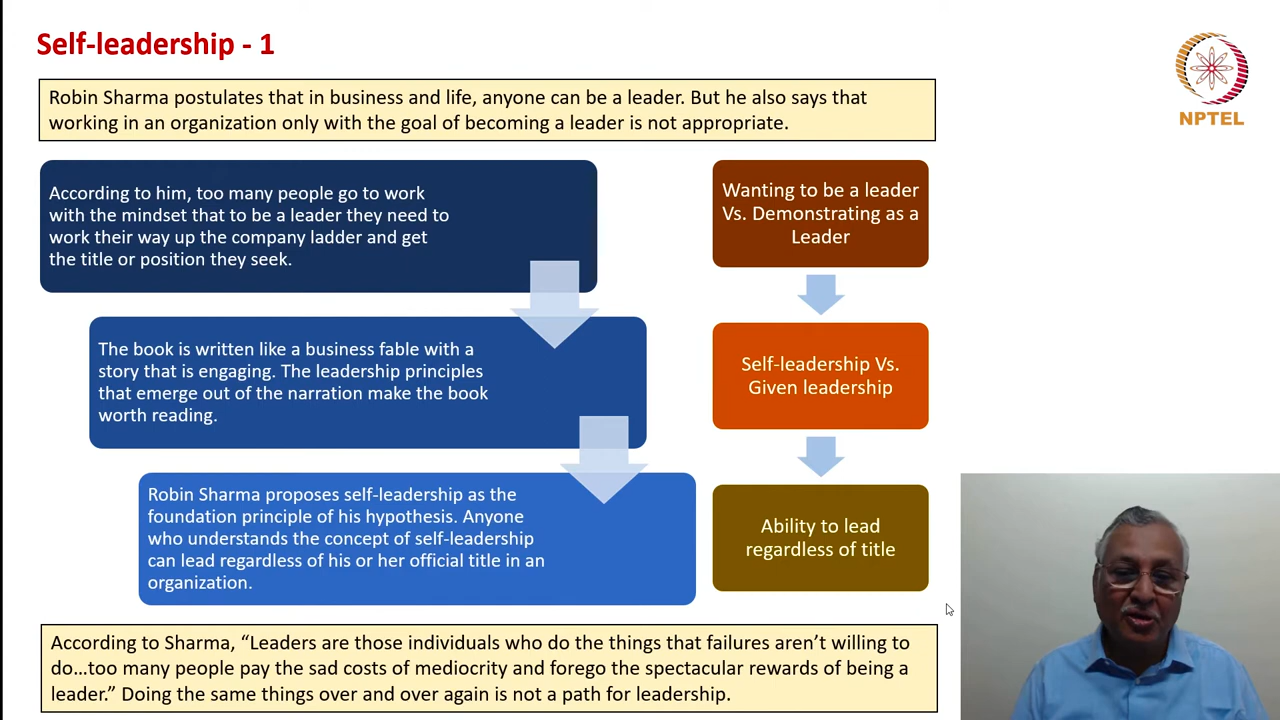 Self-leadership - 1
NPTEL
Robin Sharma postulates that in business and life, anyone can be a leader. But he also says that
working in an organization only with the goal of becoming a leader is not appropriate.
According to him, too many people go to work
with the mindset that to be a leader they need to
work their way up the company ladder and get
the title or position they seek.
Wanting to be a leader
Vs. Demonstrating as a
Leader
The book is written like a business fable with a
story that is engaging. The leadership principles
that emerge out of the narration make the book
worth reading.
Self-leadership Vs.
Given leadership
Robin Sharma proposes self-leadership as the
foundation principle of his hypothesis. Anyone
who understands the concept of self-leadership
can lead regardless of his or her official title in an
organization.
Ability to lead
regardless of title
According to Sharma, “Leaders are those individuals who do the things that failures aren’t willing to
do…too many people pay the sad costs of mediocrity and forego the spectacular rewards of being a
leader.” Doing the same things over and over again is not a path for leadership.